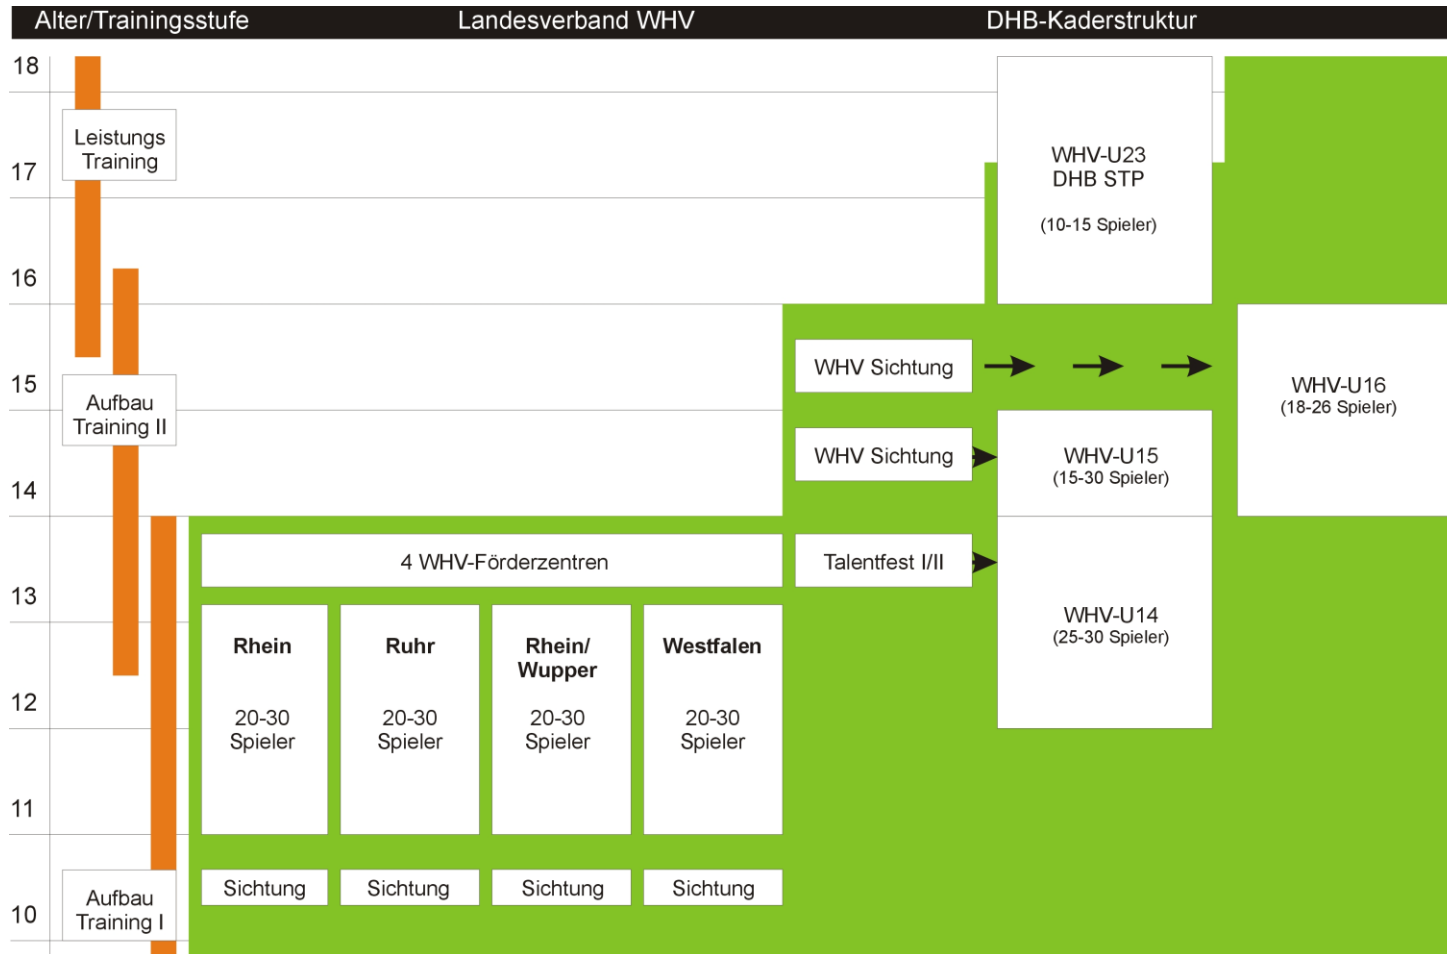 Alter/Trainingsstufe
Landesverband WHV
DHB-Kaderstruktur
18
Leistungs
Training
17
WHV-U23
DHB STP
(10-15 Spieler)
16
WHV Sichtung
15
WHV-U16
(18-26 Spieler)
Aufbau
Training II
WHV Sichtung
WHV-U15
(15-30 Spieler)
14
4 WHV-Förderzentren
Talentfest I/II
13
WHV-U14
(25-30 Spieler)
Rhein
20-30
Spieler
Ruhr
20-30
Spieler
Rhein/
Wupper
20-30
Spieler
Westfalen
20-30
Spieler
12
11
Sichtung
Sichtung
Sichtung
Sichtung
Aufbau
Training I
10